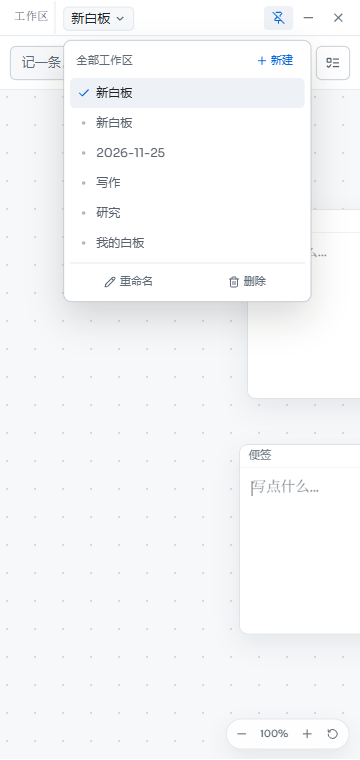 工作区 新白板
记一条
全部工作区 新建
新白板
新白板
2026-11-25
写作
研究
我的白板
重命名 删除
么...
便签
写点什么...
100%